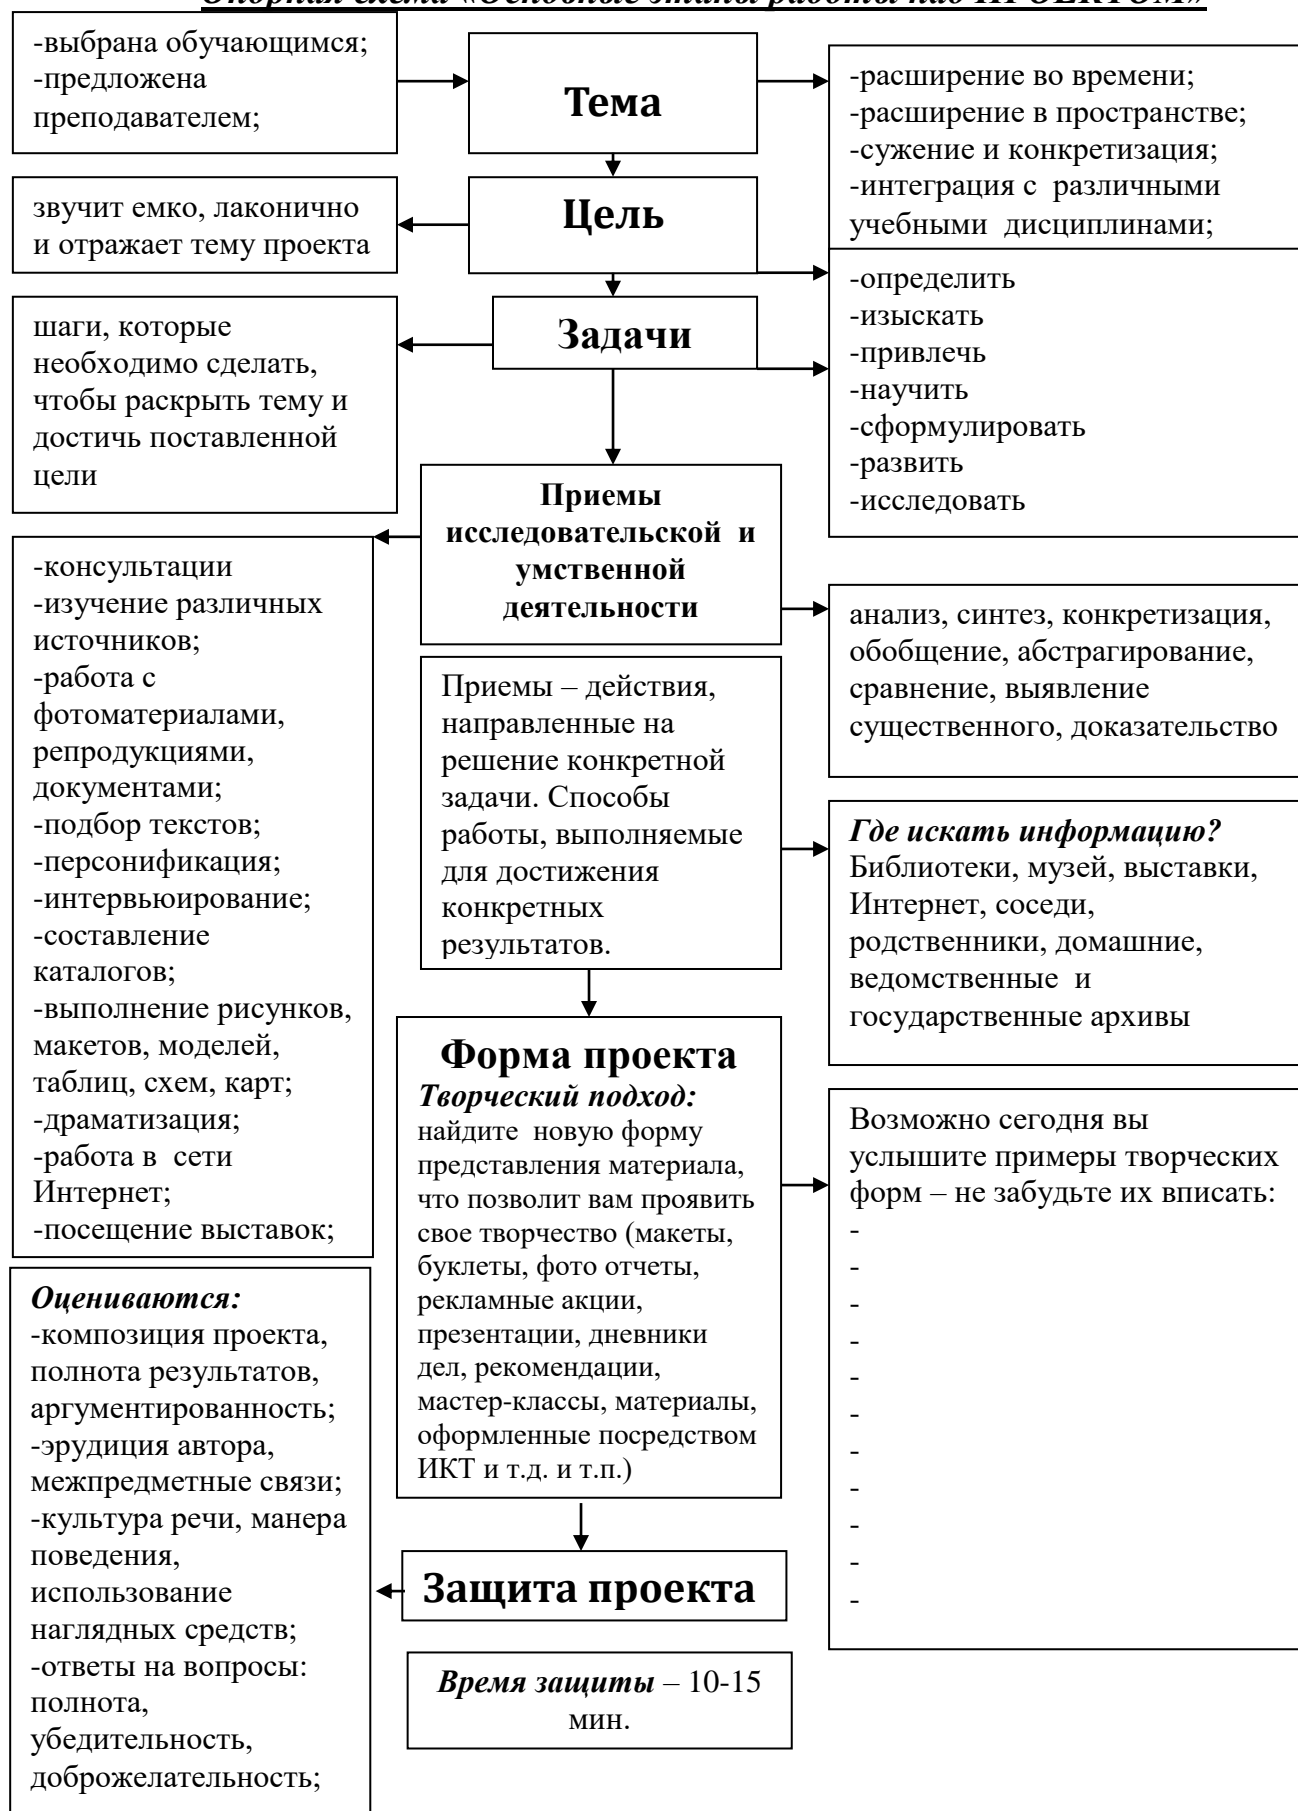 Опорная схема «Основные этапы работы над ПРОЕКТОМ»
-выбрана обучающимся;
-предложена
преподавателем;
Тема
-расширение во времени;
-расширение в пространстве;
-сужение и конкретизация;
-интеграция с различными
учебными дисциплинами;
звучит емко, лаконично
и отражает тему проекта
Цель
-определить
-изыскать
-привлечь
-научить
-сформулировать
-развить
-исследовать
шаги, которые
необходимо сделать,
чтобы раскрыть тему и
достичь поставленной
цели
Задачи
Приемы
исследовательской и
умственной
деятельности
-консультации
-изучение различных
источников;
-работа с
фотоматериалами,
репродукциями,
документами;
-подбор текстов;
-персонификация;
-интервьюирование;
-составление
каталогов;
-выполнение рисунков,
макетов, моделей,
таблиц, схем, карт;
-драматизация;
-работа в сети
Интернет;
-посещение выставок;
анализ, синтез, конкретизация,
обобщение, абстрагирование,
сравнение, выявление
существенного, доказательство
Приемы – действия,
направленные на
решение конкретной
задачи. Способы
работы, выполняемые
для достижения
конкретных
результатов.
Где искать информацию?
Библиотеки, музей, выставки,
Интернет, соседи,
родственники, домашние,
ведомственные и
государственные архивы
Форма проекта
Творческий подход:
найдите новую форму
представления материала,
что позволит вам проявить
свое творчество (макеты,
буклеты, фото отчеты,
рекламные акции,
презентации, дневники
дел, рекомендации,
мастер-классы, материалы,
оформленные посредством
ИКТ и т.д. и т.п.)
Возможно сегодня вы
услышите примеры творческих
форм – не забудьте их вписать:
-
-
-
-
-
-
-
-
-
-
-
Оцениваются:
-композиция проекта,
полнота результатов,
аргументированность;
-эрудиция автора,
межпредметные связи;
-культура речи, манера
поведения,
использование
наглядных средств;
-ответы на вопросы:
полнота,
убедительность,
доброжелательность;
Защита проекта
Время защиты – 10-15
мин.